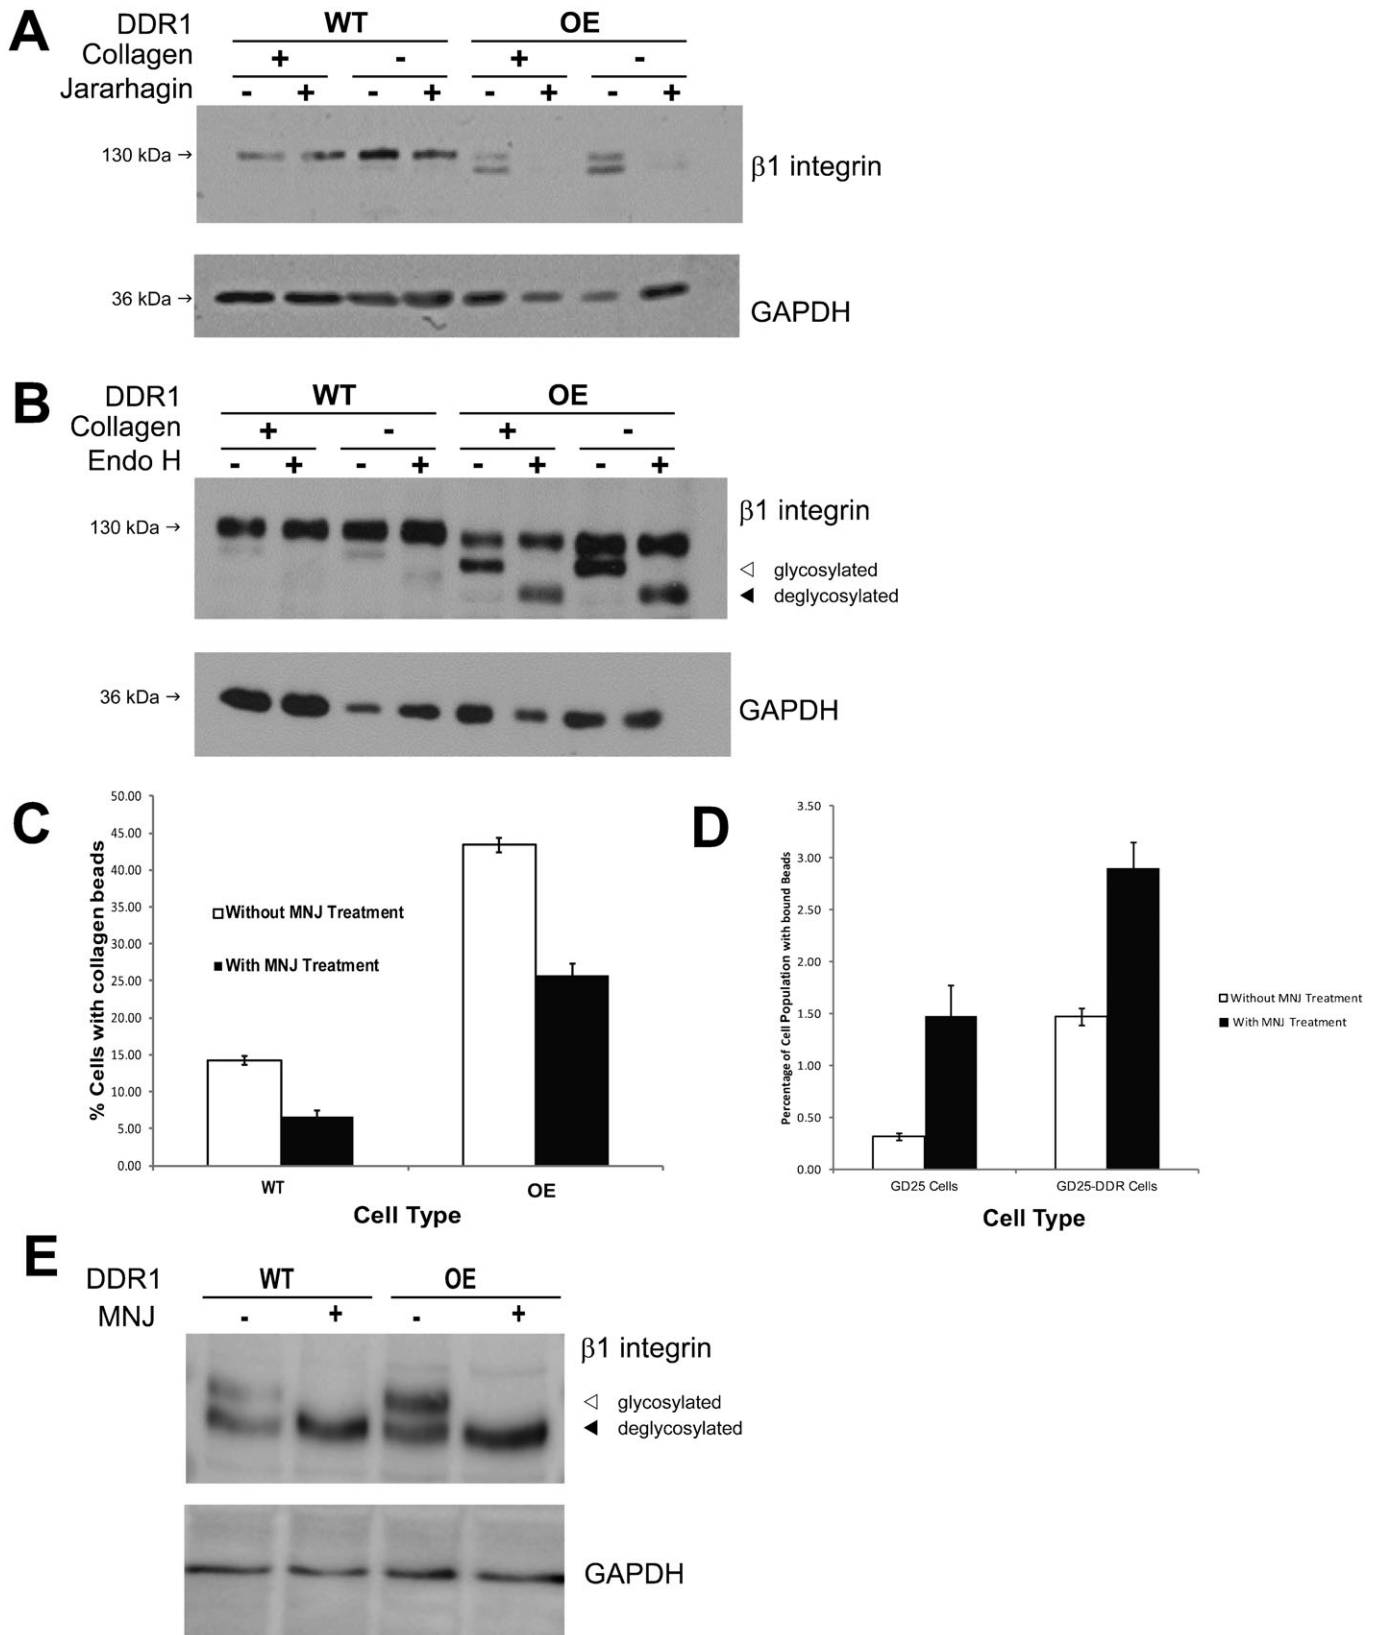 A
DDR1 WT OE
Collagen + - + -
Jararhagin - + - + - + - +
130 kDa →
β1 integrin
36 kDa →
GAPDH
B
DDR1 WT OE
Collagen + - + -
Endo H - + - + - + - +
130 kDa →
β1 integrin
◁ glycosylated
◀ deglycosylated
36 kDa →
GAPDH
C
% Cells with collagen beads
50.00
45.00
40.00
35.00
30.00
25.00
20.00
15.00
10.00
5.00
0.00
Without MNJ Treatment
With MNJ Treatment
WT OE
Cell Type
D
Percentage of Cell Population with bound Beads
3.50
3.00
2.50
2.00
1.50
1.00
0.50
0.00
Without MNJ Treatment
With MNJ Treatment
GD25 Cells GD25-DDR Cells
Cell Type
E
DDR1 WT OE
MNJ - + - +
β1 integrin
◁ glycosylated
◀ deglycosylated
GAPDH